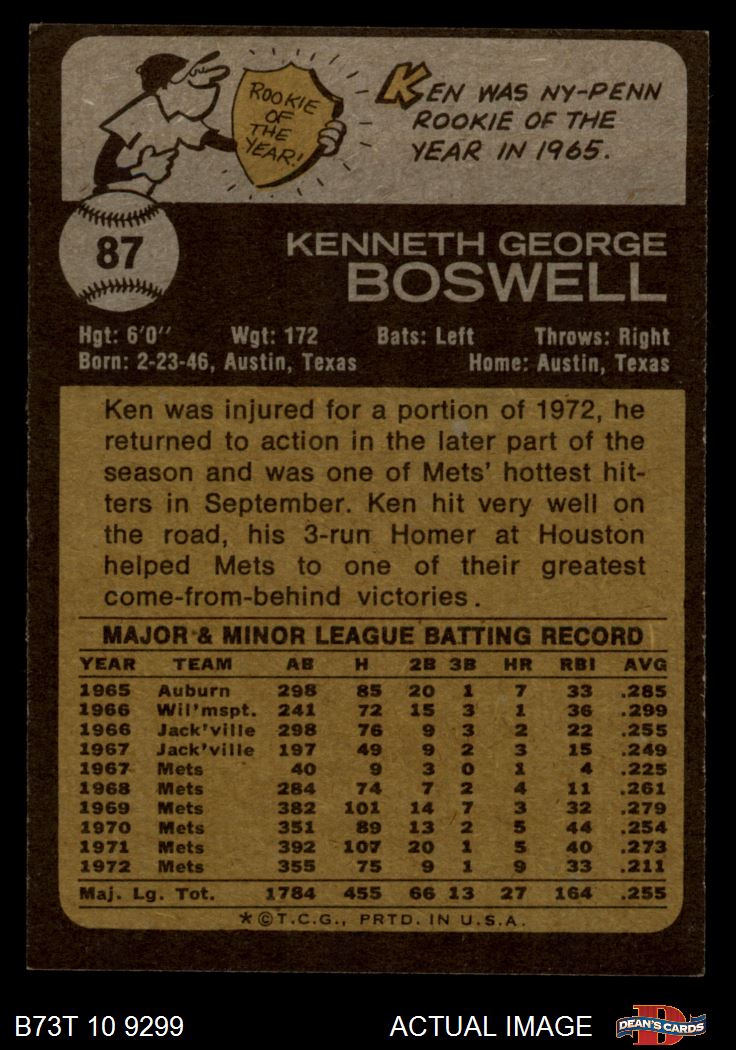 ROOKIE
OF
THE
YEAR!
KEN WAS NY-PENN
ROOKIE OF THE
YEAR IN 1965.
87
KENNETH GEORGE
BOSWELL
Hgt: 6'0" Wgt: 172 Bats: Left Throws: Right
Born: 2-23-46, Austin, Texas Home: Austin, Texas
Ken was injured for a portion of 1972, he
returned to action in the later part of the
season and was one of Mets' hottest hit-
ters in September. Ken hit very well on
the road, his 3-run Homer at Houston
helped Mets to one of their greatest
come-from-behind victories.
MAJOR & MINOR LEAGUE BATTING RECORD
YEAR TEAM AB H 2B 3B HR RBI AVG
1965 Auburn 298 85 20 1 7 33 .285
1966 Wil'mspt. 241 72 15 3 1 36 .299
1966 Jack'ville 298 76 9 3 2 22 .255
1967 Jack'ville 197 49 9 2 3 15 .249
1967 Mets 40 9 3 0 1 4 .225
1968 Mets 284 74 7 2 4 11 .261
1969 Mets 382 101 14 7 3 32 .279
1970 Mets 351 89 13 2 5 44 .254
1971 Mets 392 107 20 1 5 40 .273
1972 Mets 355 75 9 1 9 33 .211
Maj. Lg. Tot. 1784 455 66 13 27 164 .255
*©T.C.G., PRTD. IN U.S.A.
B73T 10 9299 ACTUAL IMAGE
D
DEAN'S CARDS